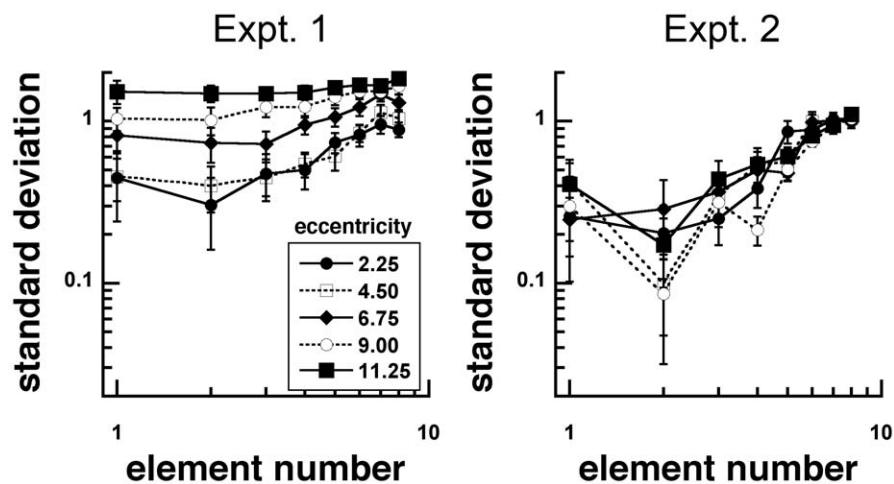 Expt. 1
standard deviation
1
0.1
eccentricity
2.25
4.50
6.75
9.00
11.25
1 10
element number
Expt. 2
standard deviation
1
0.1
1 10
element number